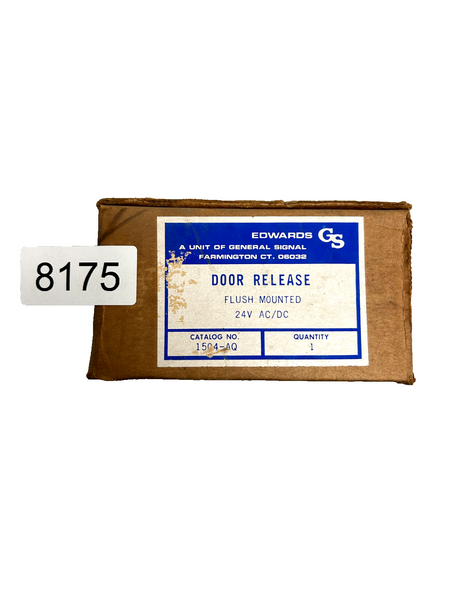 8175
EDWARDS GS
A UNIT OF GENERAL SIGNAL
FARMINGTON CT. 06032
DOOR RELEASE
FLUSH MOUNTED
24V AC/DC
CATALOG NO.
1504-AQ
QUANTITY
1